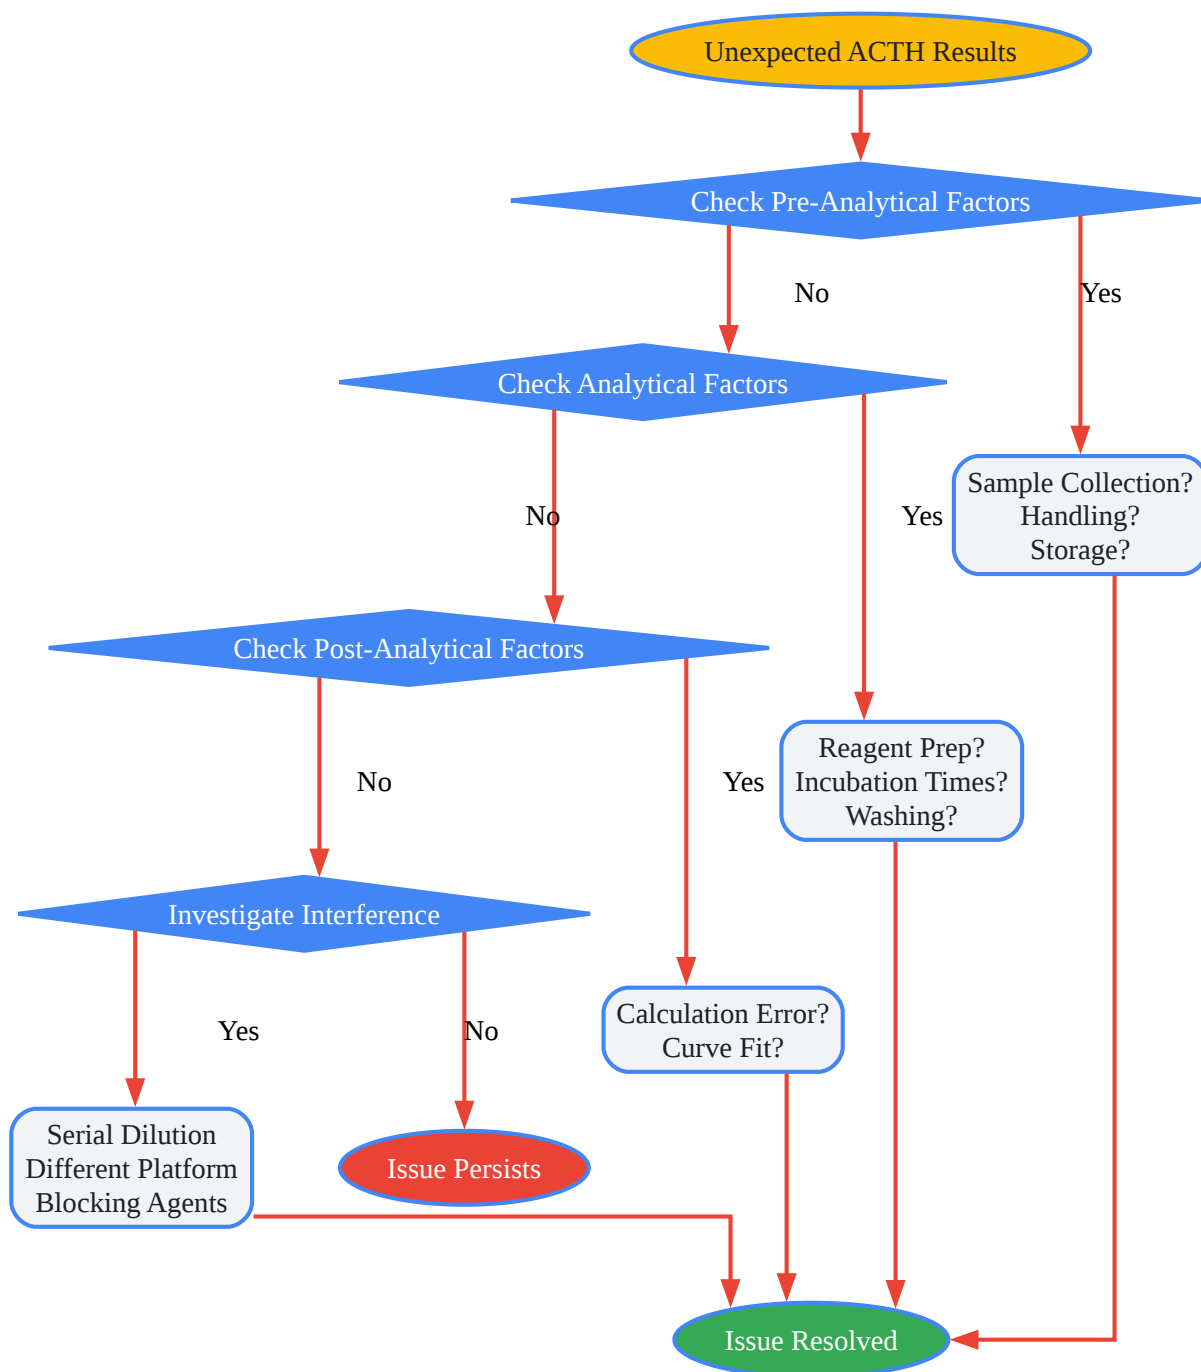 Unexpected ACTH Results
Check Pre-Analytical Factors
No
Yes
Check Analytical Factors
Sample Collection?
Handling?
Storage?
No
Yes
Check Post-Analytical Factors
Reagent Prep?
Incubation Times?
Washing?
No
Yes
Investigate Interference
Calculation Error?
Curve Fit?
Yes
No
Serial Dilution
Different Platform
Blocking Agents
Issue Persists
Issue Resolved